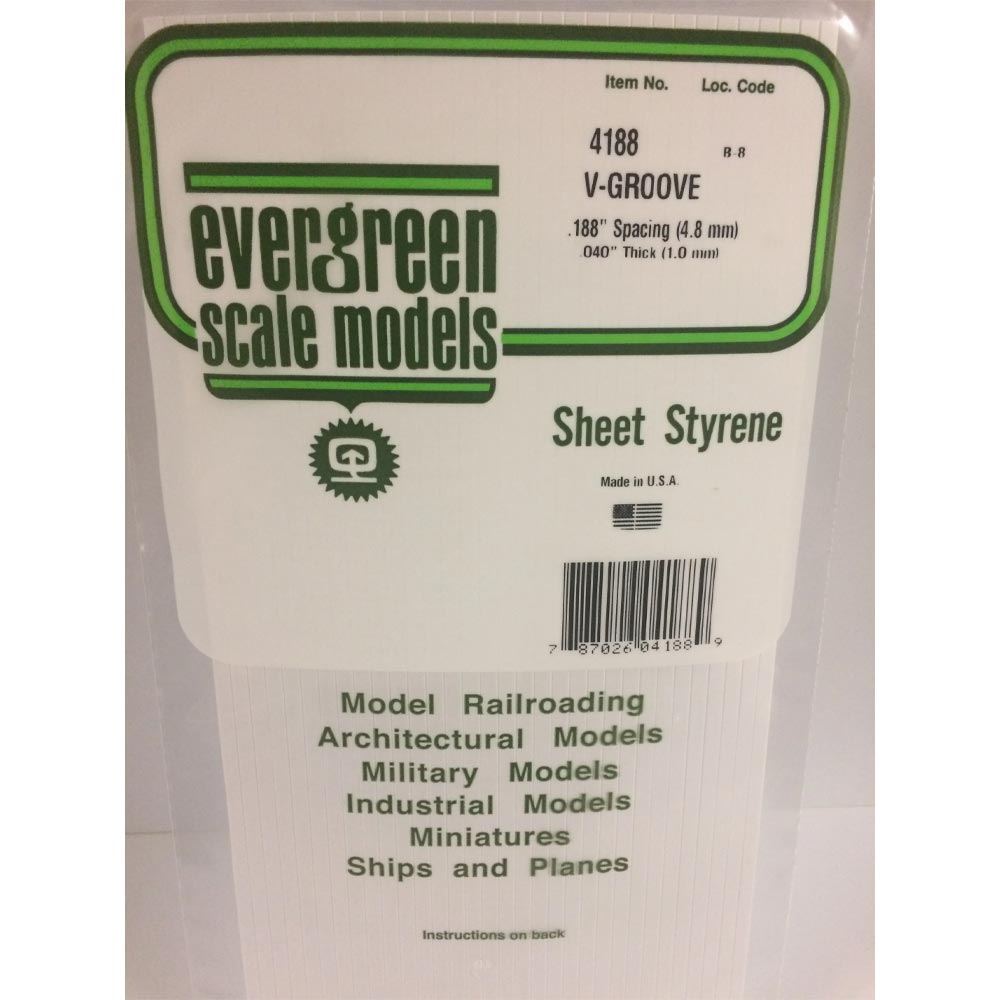 Item No. Loc. Code
4188 B-8
V-GROOVE
.188" Spacing (4.8 mm)
.040" Thick (1.0 mm)
evergreen
scale models
Sheet Styrene
Made in U.S.A.
7 87026 04188 9
Model Railroading
Architectural Models
Military Models
Industrial Models
Miniatures
Ships and Planes
Instructions on back